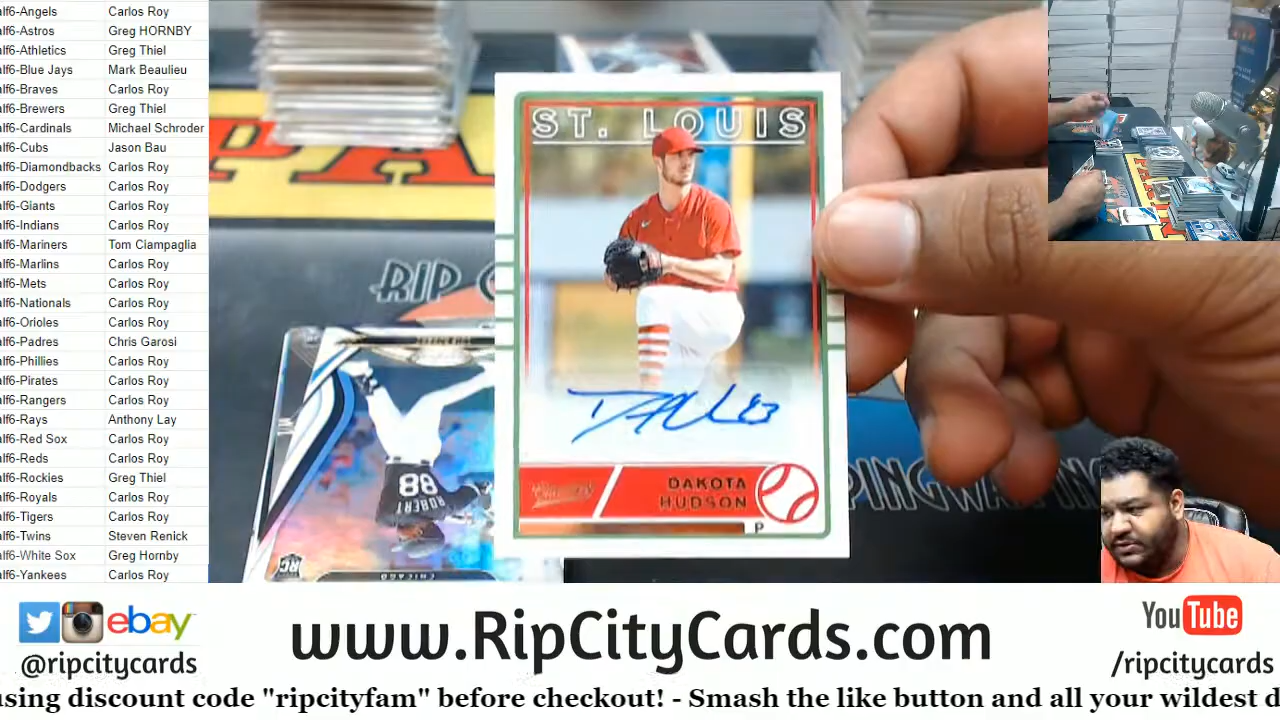 alf6-Angels Carlos Roy
alf6-Astros Greg HORNBY
alf6-Athletics Greg Thiel
alf6-Blue Jays Mark Beaulieu
alf6-Braves Carlos Roy
alf6-Brewers Greg Thiel
alf6-Cardinals Michael Schroder
alf6-Cubs Jason Bau
alf6-Diamondbacks Carlos Roy
alf6-Dodgers Carlos Roy
alf6-Giants Carlos Roy
alf6-Indians Carlos Roy
alf6-Mariners Tom Ciampaglia
alf6-Marlins Carlos Roy
alf6-Mets Carlos Roy
alf6-Nationals Carlos Roy
alf6-Orioles Carlos Roy
alf6-Padres Chris Garosi
alf6-Phillies Carlos Roy
alf6-Pirates Carlos Roy
alf6-Rangers Carlos Roy
alf6-Rays Anthony Lay
alf6-Red Sox Carlos Roy
alf6-Reds Carlos Roy
alf6-Rockies Greg Thiel
alf6-Royals Carlos Roy
alf6-Tigers Carlos Roy
alf6-Twins Steven Renick
alf6-White Sox Greg Hornby
alf6-Yankees Carlos Roy
ST. LOUIS
DAKOTA
HUDSON
P
RIP C
ROBERT
88
RC
CHICAGO
ebay
@ripcitycards
www.RipCityCards.com
YouTube
/ripcitycards
using discount code "ripcityfam" before checkout! - Smash the like button and all your wildest d